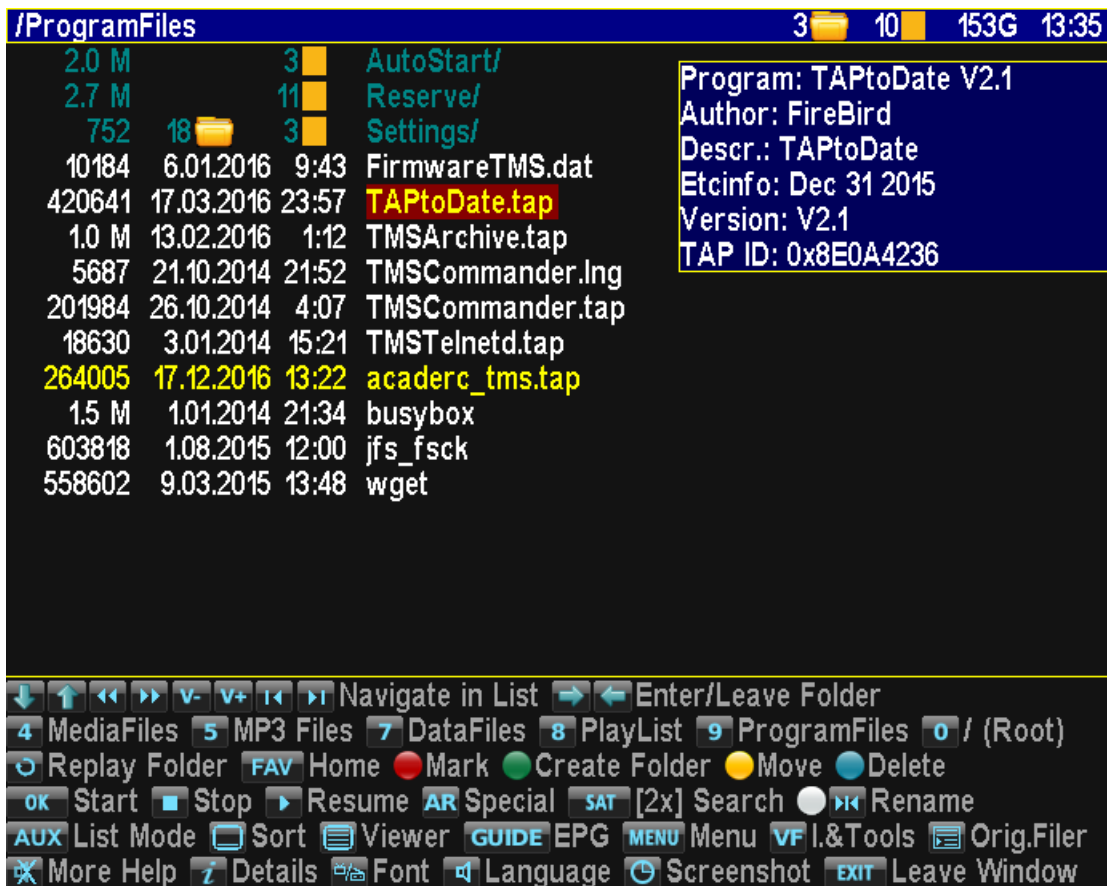 /ProgramFiles 3 10 153G 13:35
2.0 M 3 AutoStart/
2.7 M 11 Reserve/
752 18 3 Settings/
10184 6.01.2016 9:43 FirmwareTMS.dat
420641 17.03.2016 23:57 TAPtoDate.tap
1.0 M 13.02.2016 1:12 TMSArchive.tap
5687 21.10.2014 21:52 TMSCommander.lng
201984 26.10.2014 4:07 TMSCommander.tap
18630 3.01.2014 15:21 TMSTelnetd.tap
264005 17.12.2016 13:22 acaderc_tms.tap
1.5 M 1.01.2014 21:34 busybox
603818 1.08.2015 12:00 jfs_fsck
558602 9.03.2015 13:48 wget
Program: TAPtoDate V2.1
Author: FireBird
Descr.: TAPtoDate
Etcinfo: Dec 31 2015
Version: V2.1
TAP ID: 0x8E0A4236
V- V+ Navigate in List Enter/Leave Folder
4 MediaFiles 5 MP3 Files 7 DataFiles 8 PlayList 9 ProgramFiles 0 / (Root)
Replay Folder FAV Home Mark Create Folder Move Delete
OK Start Stop Resume AR Special SAT [2x] Search Rename
AUX List Mode Sort Viewer GUIDE EPG MENU Menu VF I.&Tools Orig.Filer
More Help i Details Font Language Screenshot EXIT Leave Window